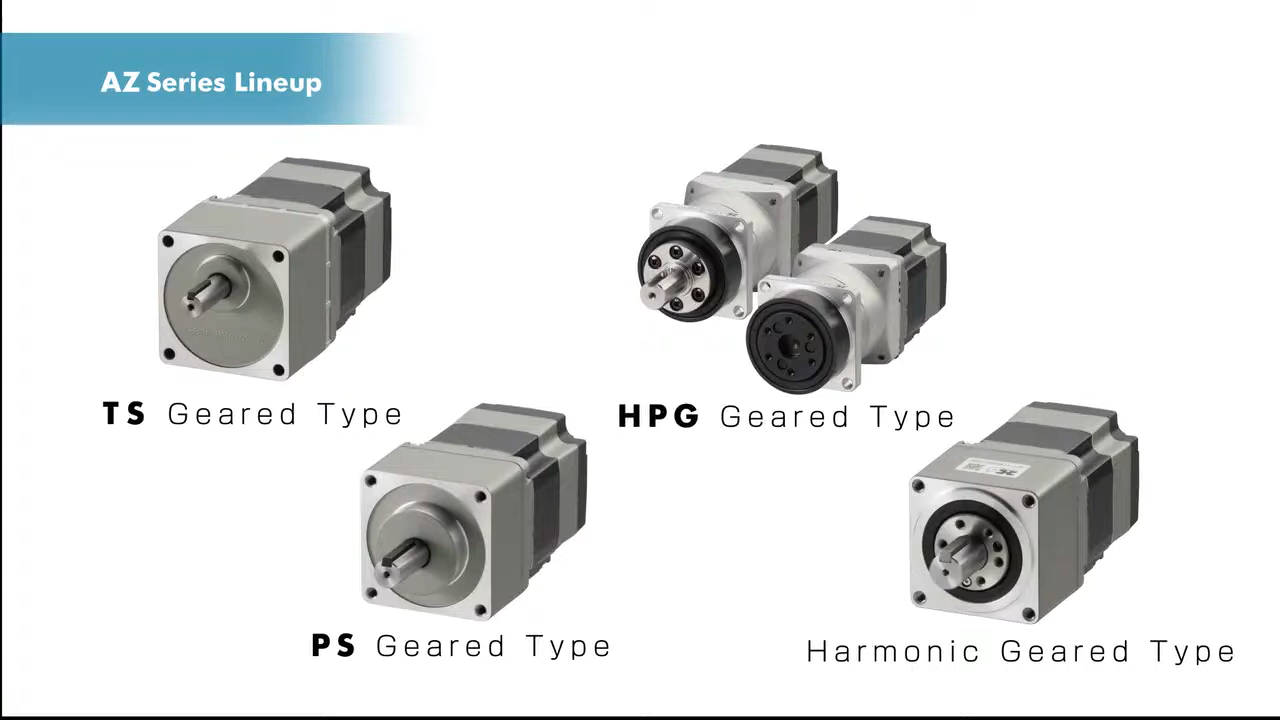 AZ Series Lineup
TS Geared Type
HPG Geared Type
PS Geared Type
Harmonic Geared Type